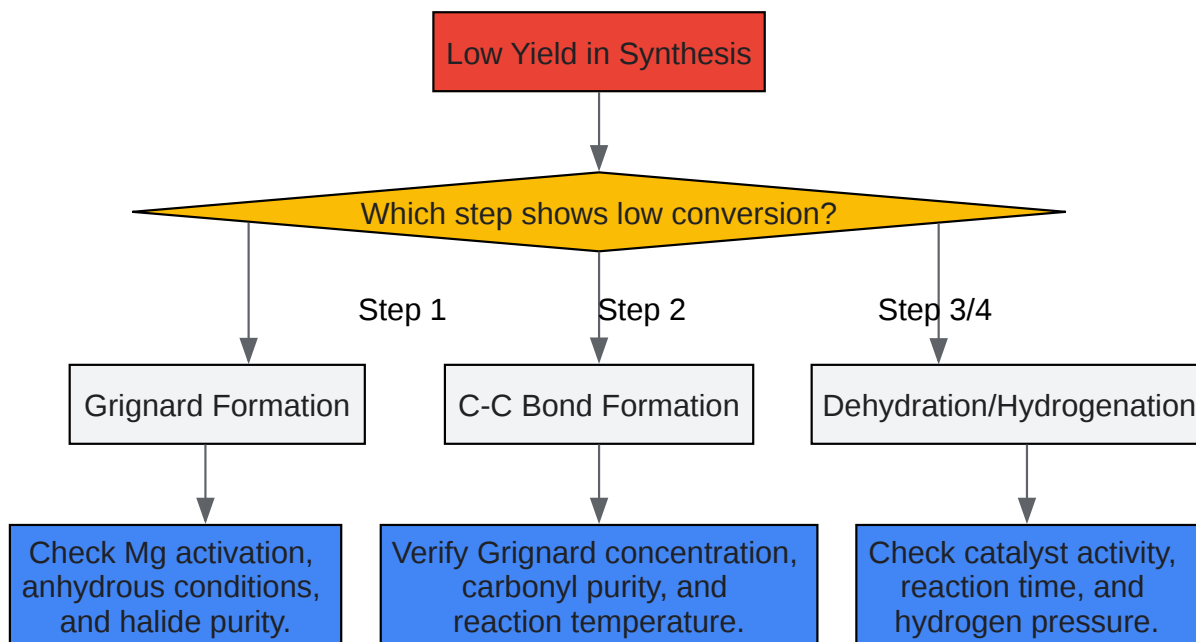 Low Yield in Synthesis
Which step shows low conversion?
Step 1
Step 2
Step 3/4
Grignard Formation
C-C Bond Formation
Dehydration/Hydrogenation
Check Mg activation,
anhydrous conditions,
and halide purity.
Verify Grignard concentration,
carbonyl purity, and
reaction temperature.
Check catalyst activity,
reaction time, and
hydrogen pressure.